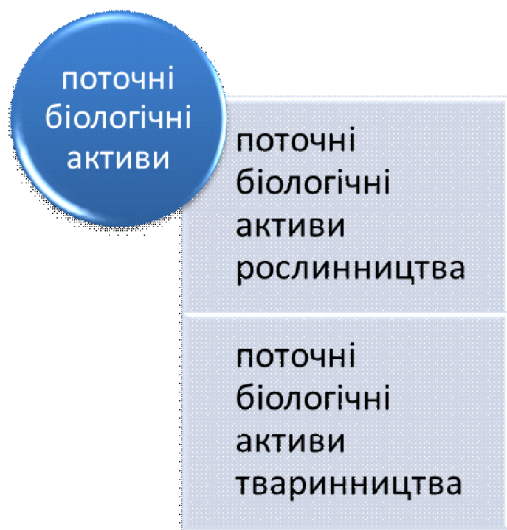 поточні
біологічні
активи
поточні
біологічні
активи
рослинництва
поточні
біологічні
активи
тваринництва